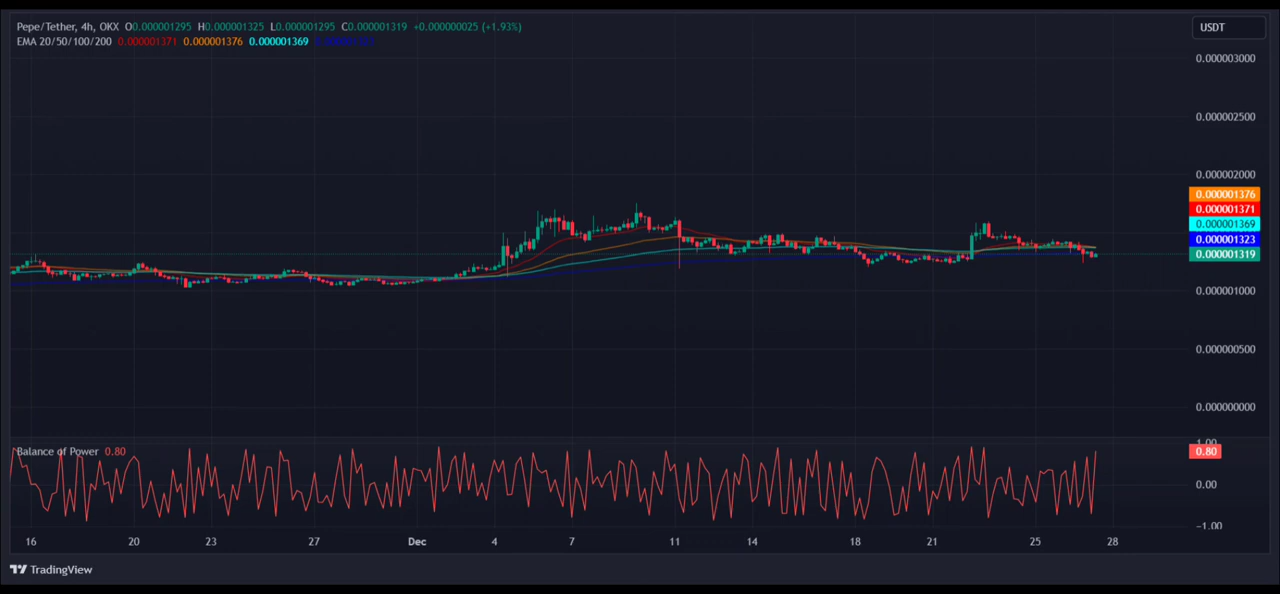 Pepe/Tether, 4h, OKX O0.000001295 H0.000001325 L0.000001295 C0.000001319 +0.000000025 (+1.93%)
EMA 20/50/100/200 0.000001371 0.000001376 0.000001369 0.000001323
USDT
0.000003000
0.000002500
0.000002000
0.000001376
0.000001371
0.000001369
0.000001323
0.000001319
0.000001000
0.000000500
0.000000000
Balance of Power 0.80
1.00
0.80
0.00
−1.00
16 20 23 27 Dec 4 7 11 14 18 21 25 28
TradingView